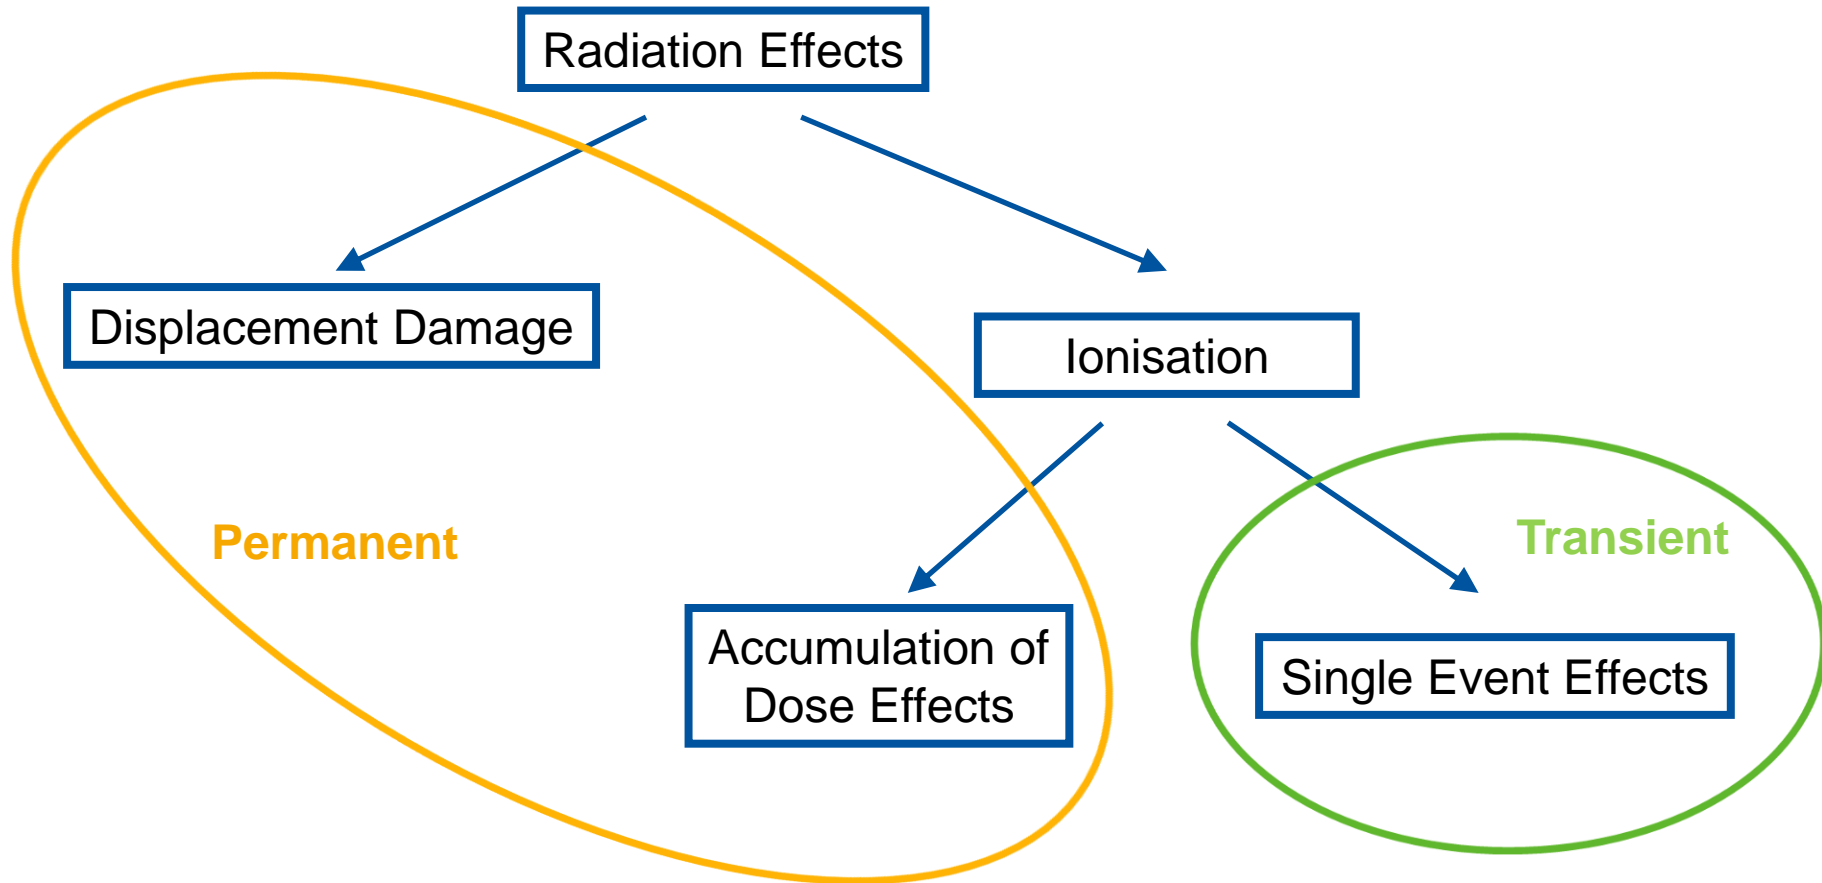 Radiation Effects
Displacement Damage
Ionisation
Permanent
Transient
Accumulation of
Dose Effects
Single Event Effects